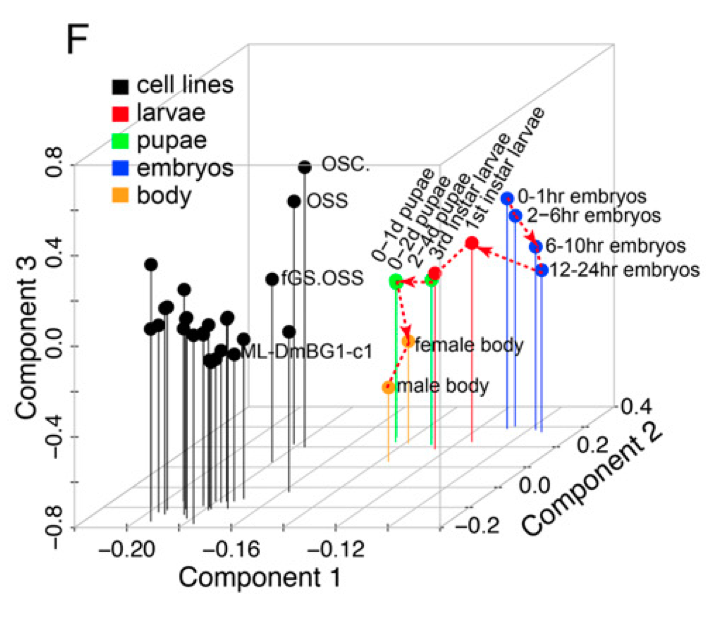 F
cell lines
larvae
pupae
embryos
body
OSC.
OSS
fGS.OSS
ML-DmBG1-c1
0−1d pupae
0−2d pupae
2−4d pupae
3rd instar larvae
1st instar larvae
0-1hr embryos
2−6hr embryos
6-10hr embryos
12-24hr embryos
female body
male body
Component 3
0.8
0.4
0.0
−0.4
−0.8
−0.20
−0.16
−0.12
Component 1
0.4
0.2
0.0
−0.2
Component 2